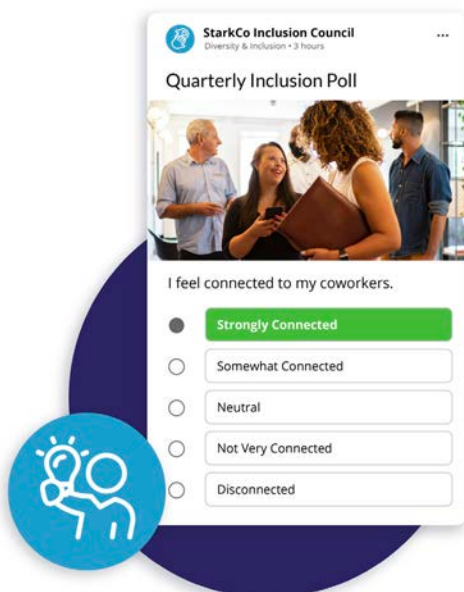 StarkCo Inclusion Council
Diversity & Inclusion • 3 hours
Quarterly Inclusion Poll
I feel connected to my coworkers.
Strongly Connected
Somewhat Connected
Neutral
Not Very Connected
Disconnected